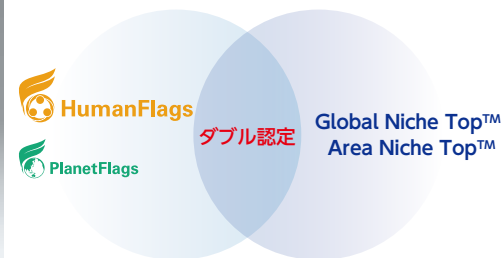 HumanFlags
PlanetFlags
ダブル認定
Global Niche Top™
Area Niche Top™